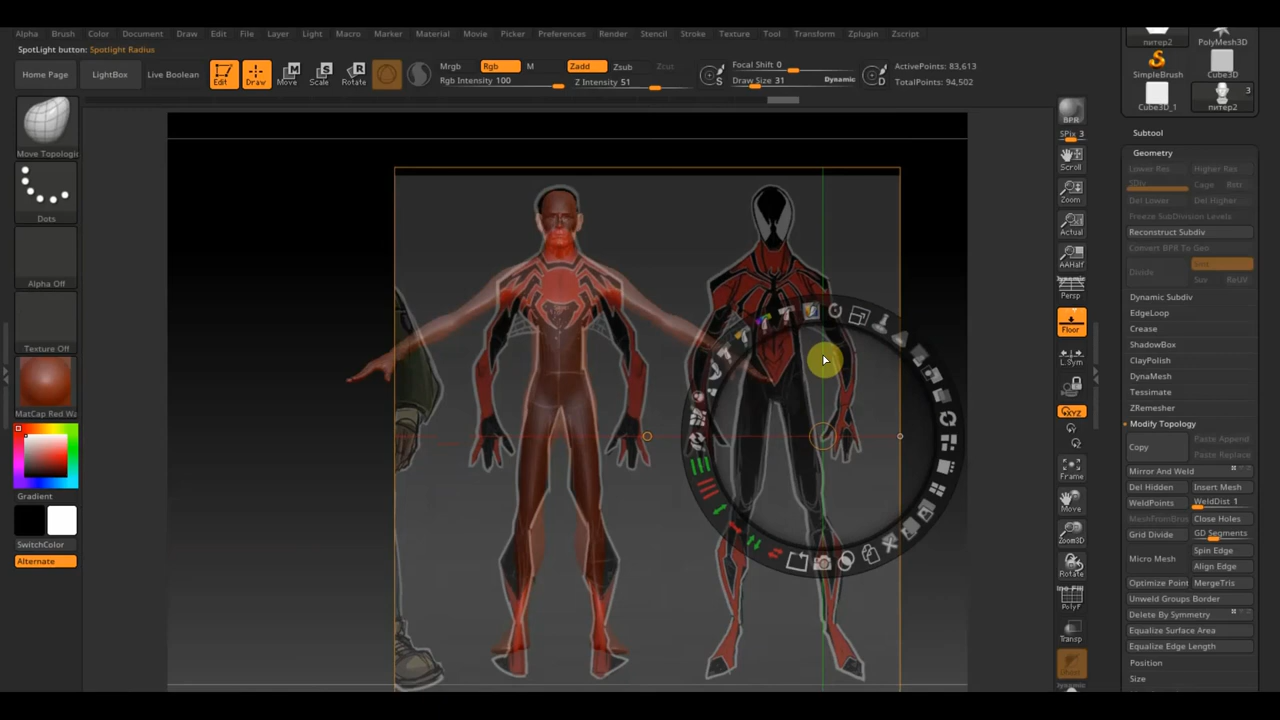 Alpha Brush Color Document Draw Edit File Layer Light Macro Marker Material Movie Picker Preferences Render Stencil Stroke Texture Tool Transform Zplugin Zscript
SpotLight button: Spotlight Radius
Home Page
LightBox
Live Boolean
Edit
Draw
Move
Scale
Rotate
Mrgb Rgb M
Rgb Intensity 100
Zadd Zsub Zcut
Z Intensity 51
S
Focal Shift 0
Draw Size 31
Dynamic
D
ActivePoints: 83,613
TotalPoints: 94,502
Move Topologic
Dots
Alpha Off
Texture Off
MatCap Red Wa
Gradient
SwitchColor
Alternate
BPR
SPix 3
Scroll
Zoom
Actual
AAHalf
Dynamic
Persp
Floor
L.Sym
XYZ
Frame
Move
Zoom3D
Rotate
PolyF
Transp
Dynamic
питер2
PolyMesh3D
SimpleBrush
Cube3D
Cube3D_1
3
питер2
Subtool
Geometry
Lower Res Higher Res
SDiv Cage Rstr
Del Lower Del Higher
Freeze SubDivision Levels
Reconstruct Subdiv
Convert BPR To Geo
Divide
Smt
Suv ReUV
Dynamic Subdiv
EdgeLoop
Crease
ShadowBox
ClayPolish
DynaMesh
Tessimate
ZRemesher
Modify Topology
Copy
Paste Append
Paste Replace
Mirror And Weld
Del Hidden Insert Mesh
WeldPoints WeldDist 1
MeshFromBrus Close Holes
Grid Divide GD Segments
Micro Mesh
Spin Edge
Align Edge
Optimize Point MergeTris
Unweld Groups Border
Delete By Symmetry
Equalize Surface Area
Equalize Edge Length
Position
Size